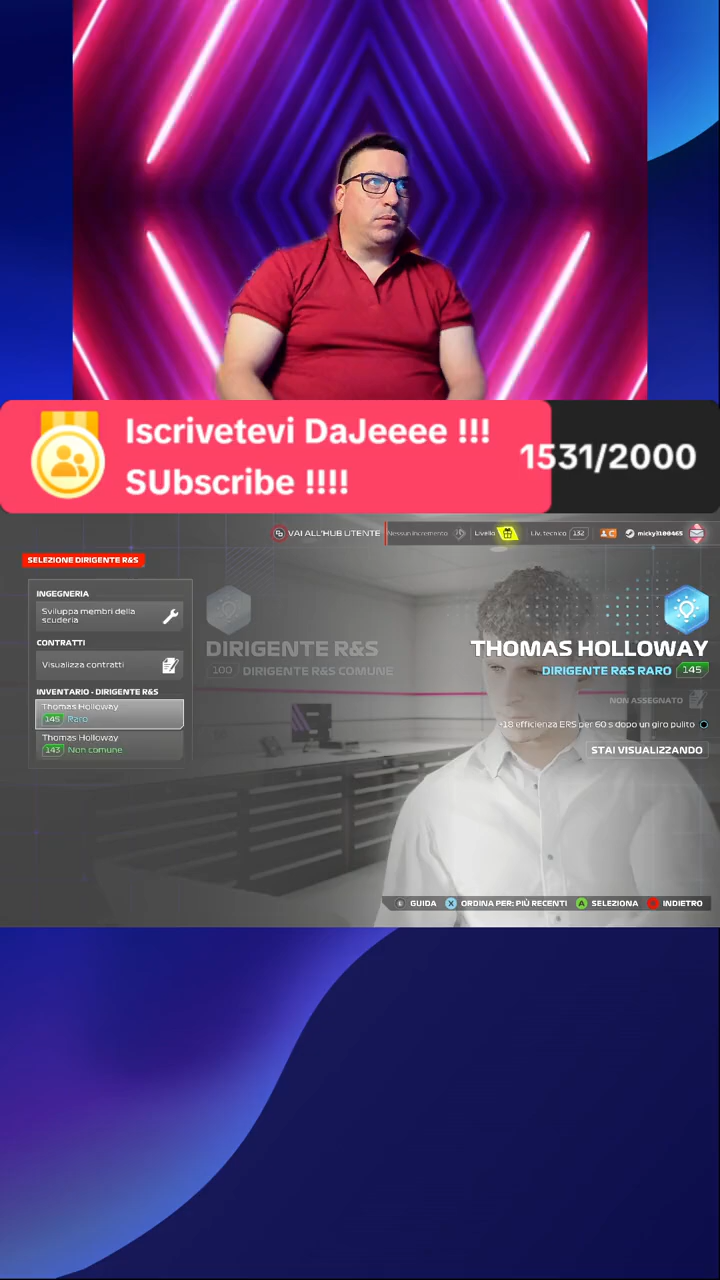 Iscrivetevi DaJeeee !!!
SUbscribe !!!!
1531/2000
VAI ALL'HUB UTENTE
Nessun incremento
Livello
Liv. tecnico 132
C
micky3188465
SELEZIONE DIRIGENTE R&S
INGEGNERIA
Sviluppa membri della
scuderia
CONTRATTI
Visualizza contratti
INVENTARIO - DIRIGENTE R&S
Thomas Holloway
145 Raro
Thomas Holloway
143 Non comune
DIRIGENTE R&S
100 DIRIGENTE R&S COMUNE
THOMAS HOLLOWAY
DIRIGENTE R&S RARO 145
NON ASSEGNATO
+18 efficienza ERS per 60 s dopo un giro pulito
STAI VISUALIZZANDO
GUIDA
X ORDINA PER: PIÙ RECENTI
A SELEZIONA
INDIETRO